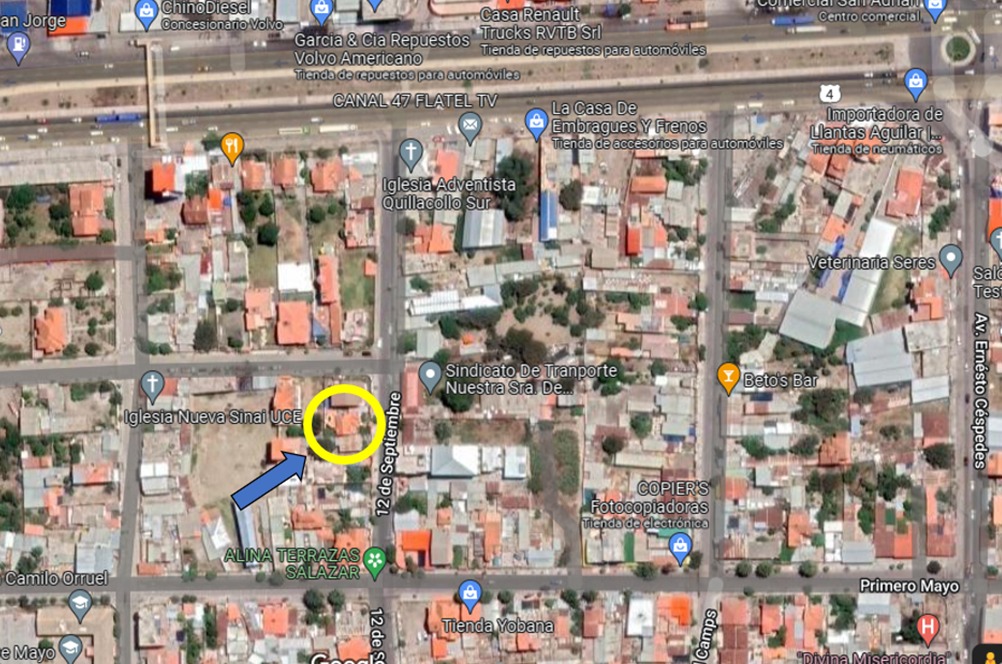 an Jorge
ChinoDiesel
Concesionario Volvo
Garcia & Cia Repuestos
Volvo Americano
Tienda de repuestos para automóviles
Casa Renault
Trucks RVTB Srl
Tienda de repuestos para automóviles
Comercial San Adrian
Centro comercial
CANAL 47 FLATEL TV
La Casa De
Embragues Y Frenos
Tienda de accesorios para automóviles
4
Importadora de
Llantas Aguilar |...
Tienda de neumáticos
Iglesia Adventista
Quillacollo Sur
Veterinaria Seres
Salo
Test
Sindicato De Tranporte
Nuestra Sra. De...
Beto's Bar
Iglesia Nueva Sinai UCE
12 de Septiembre
Av. Ernesto Céspedes
COPIER'S
Fotocopiadoras
Tienda de electrónica
ALINA TERRAZAS
SALAZAR
Camilo Orruel
Primero Mayo
Tienda Yobana
12 de S
l Camps
e Mayo
Google
"Divina Misericordia"
H